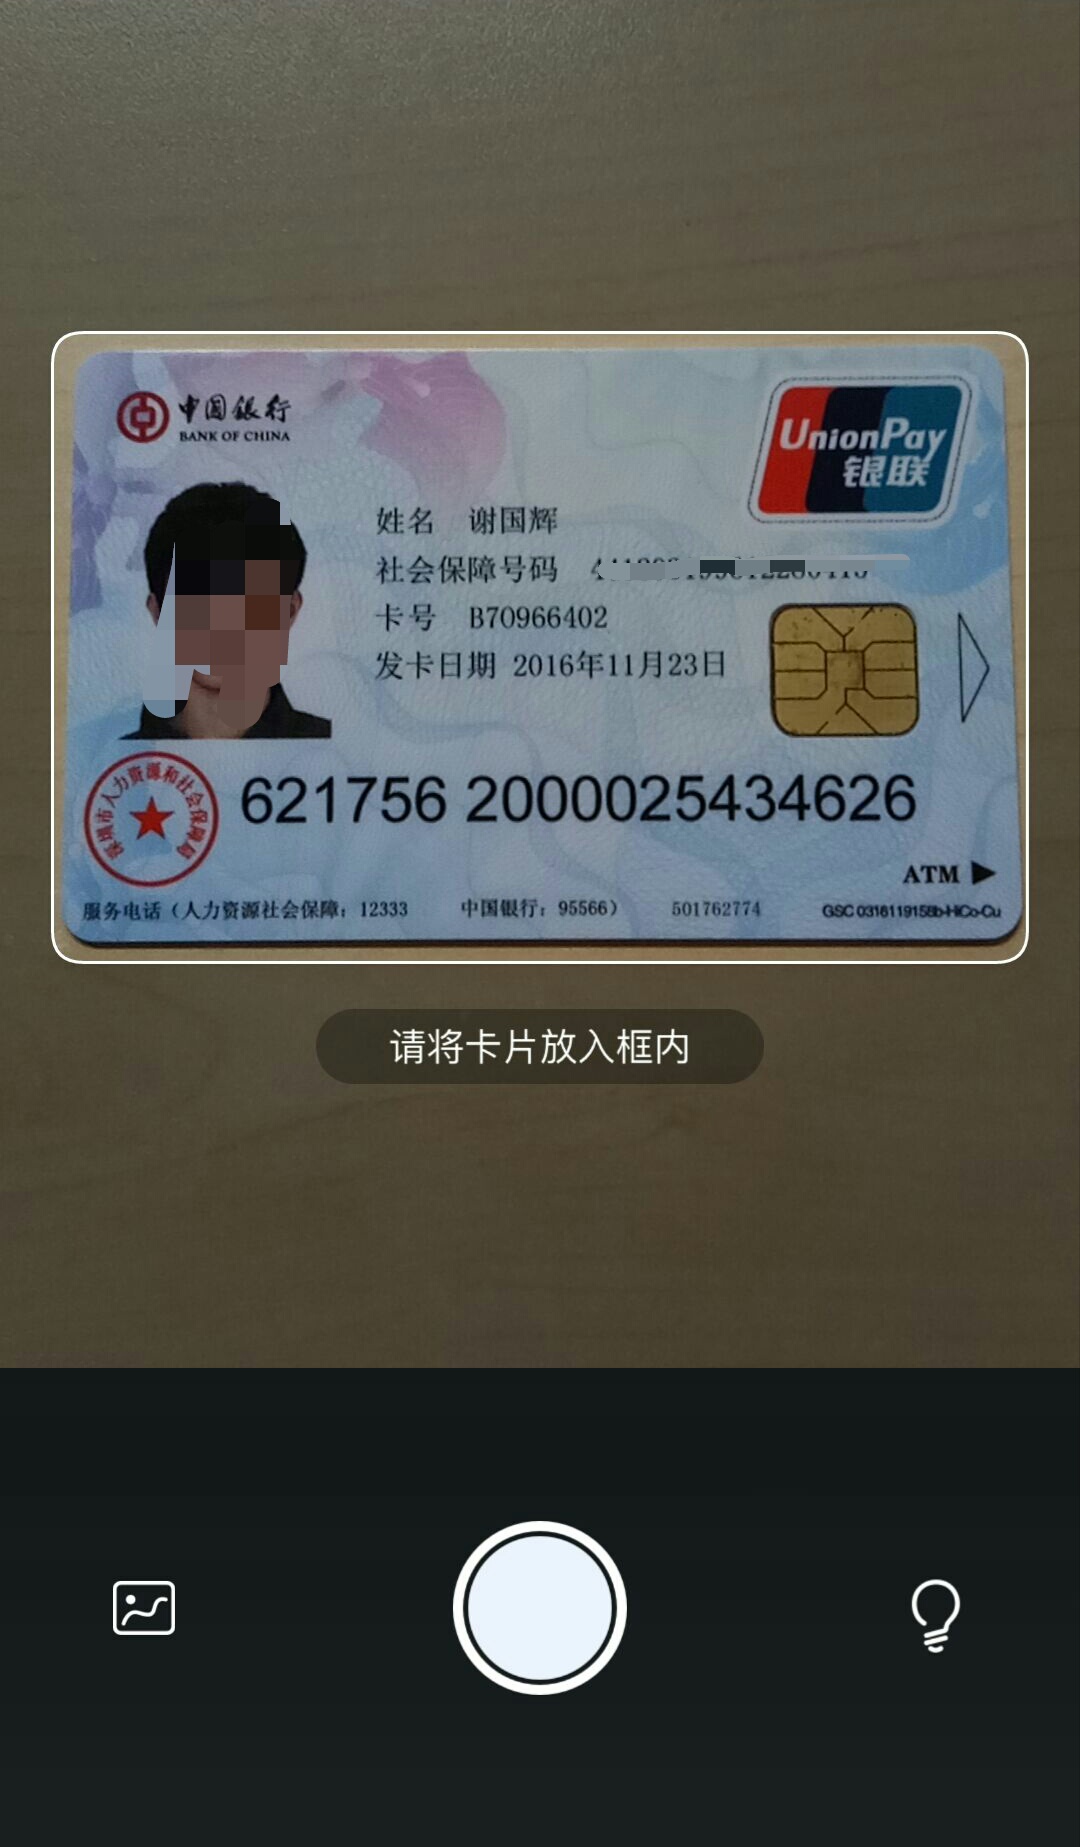 中国銀行
BANK OF CHINA
UnionPay
银联
姓名 谢国辉
社会保障号码
卡号 B70966402
发卡日期 2016年11月23日
深圳市人力资源和社会保障局
621756 2000025434626
ATM
服务电话（人力资源社会保障：12333 中国银行：95566） 501762774 GSC 0316119158b-HiCo-Cu
请将卡片放入框内